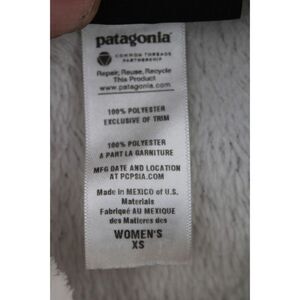 patagonia®
COMMON THREADS
PARTNERSHIP
Repair, Reuse, Recycle
This Product
www.patagonia.com
100% POLYESTER
EXCLUSIVE OF TRIM
100% POLYESTER
A PART LA GARNITURE
MFG DATE AND LOCATION
AT PCPSIA.COM
Made in MEXICO of U.S.
Materials
Fabriqué AU MEXIQUE
des Matieres des
WOMEN'S
XS